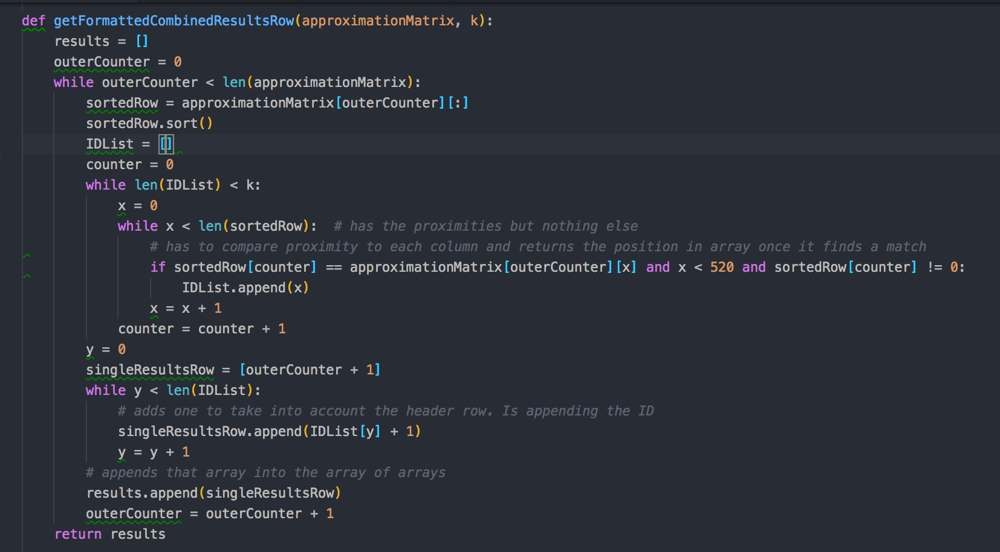 def getFormattedCombinedResultsRow(approximationMatrix, k):
    results = []
    outerCounter = 0
    while outerCounter < len(approximationMatrix):
        sortedRow = approximationMatrix[outerCounter][:]
        sortedRow.sort()
        IDList = []
        counter = 0
        while len(IDList) < k:
            x = 0
            while x < len(sortedRow):  # has the proximities but nothing else
                # has to compare proximity to each column and returns the position in array once it finds a match
                if sortedRow[counter] == approximationMatrix[outerCounter][x] and x < 520 and sortedRow[counter] != 0:
                    IDList.append(x)
                x = x + 1
            counter = counter + 1
        y = 0
        singleResultsRow = [outerCounter + 1]
        while y < len(IDList):
            # adds one to take into account the header row. Is appending the ID
            singleResultsRow.append(IDList[y] + 1)
            y = y + 1
        # appends that array into the array of arrays
        results.append(singleResultsRow)
        outerCounter = outerCounter + 1
    return results